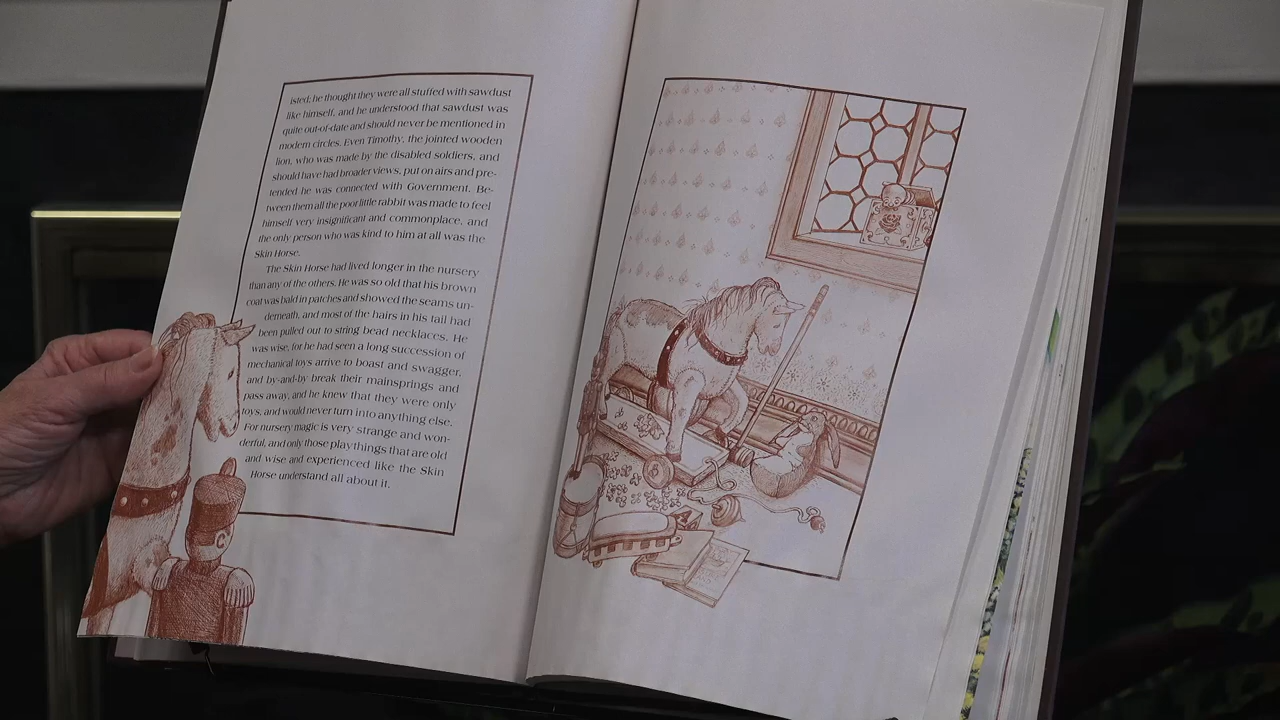 isted; he thought they were all stuffed with sawdust
like himself, and he understood that sawdust was
quite out-of-date and should never be mentioned in
modern circles. Even Timothy, the jointed wooden
lion, who was made by the disabled soldiers, and
should have had broader views, put on airs and pre-
tended he was connected with Government. Be-
tween them all the poor little rabbit was made to feel
himself very insignificant and commonplace, and
the only person who was kind to him at all was the
Skin Horse.
The Skin Horse had lived longer in the nursery
than any of the others. He was so old that his brown
coat was bald in patches and showed the seams un-
derneath, and most of the hairs in his tail had
been pulled out to string bead necklaces. He
was wise, for he had seen a long succession of
mechanical toys arrive to boast and swagger,
and by-and-by break their mainsprings and
pass away, and he knew that they were only
toys, and would never turn into anything else.
For nursery magic is very strange and won-
derful, and only those playthings that are old
and wise and experienced like the Skin
Horse understand all about it.
C